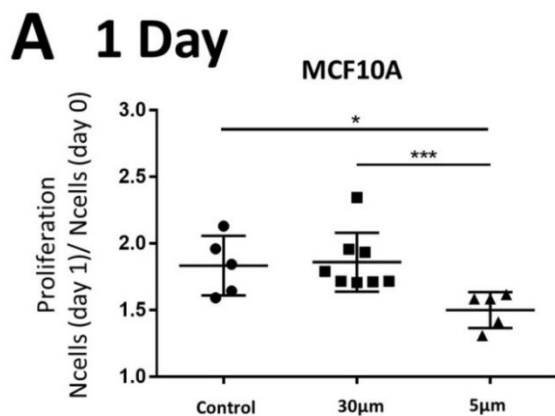 A 1 Day
MCF10A
Proliferation
Ncells (day 1)/ Ncells (day 0)
3.0
2.5
2.0
1.5
1.0
*
***
Control 30µm 5µm